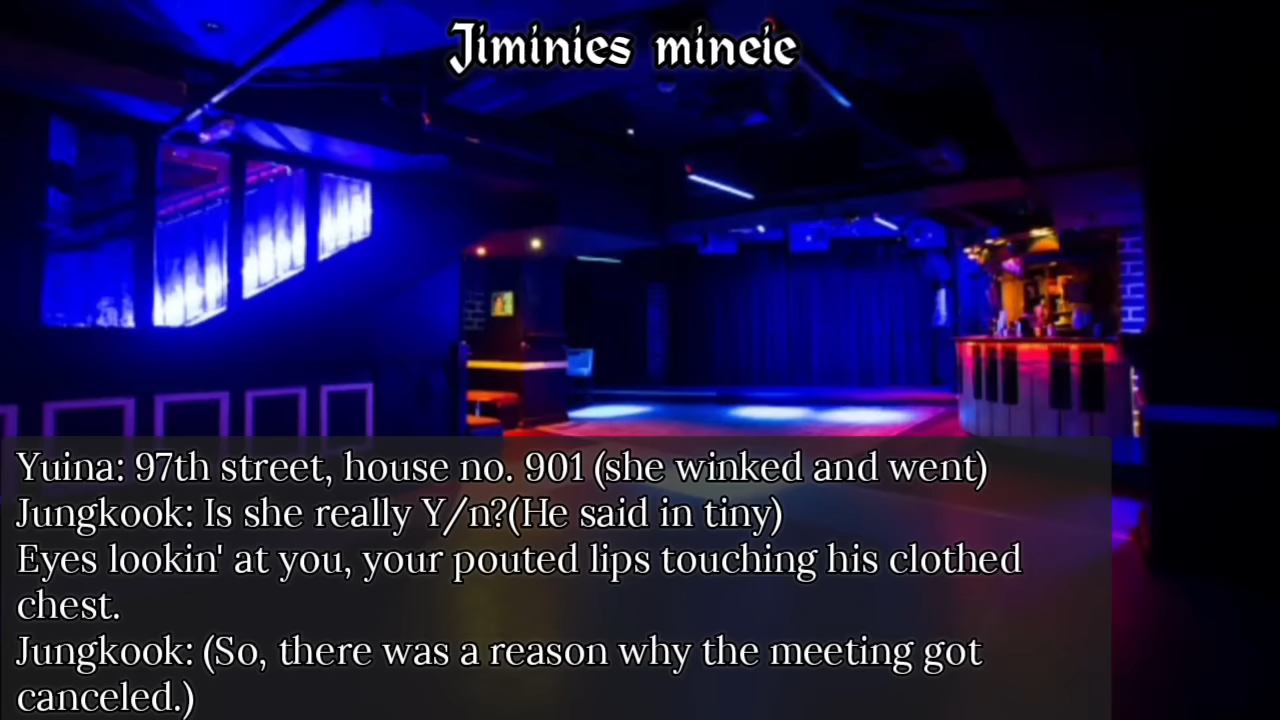 Jiminies mincie
Yuina: 97th street, house no. 901 (she winked and went)
Jungkook: Is she really Y/n?(He said in tiny)
Eyes lookin' at you, your pouted lips touching his clothed
chest.
Jungkook: (So, there was a reason why the meeting got
canceled.)